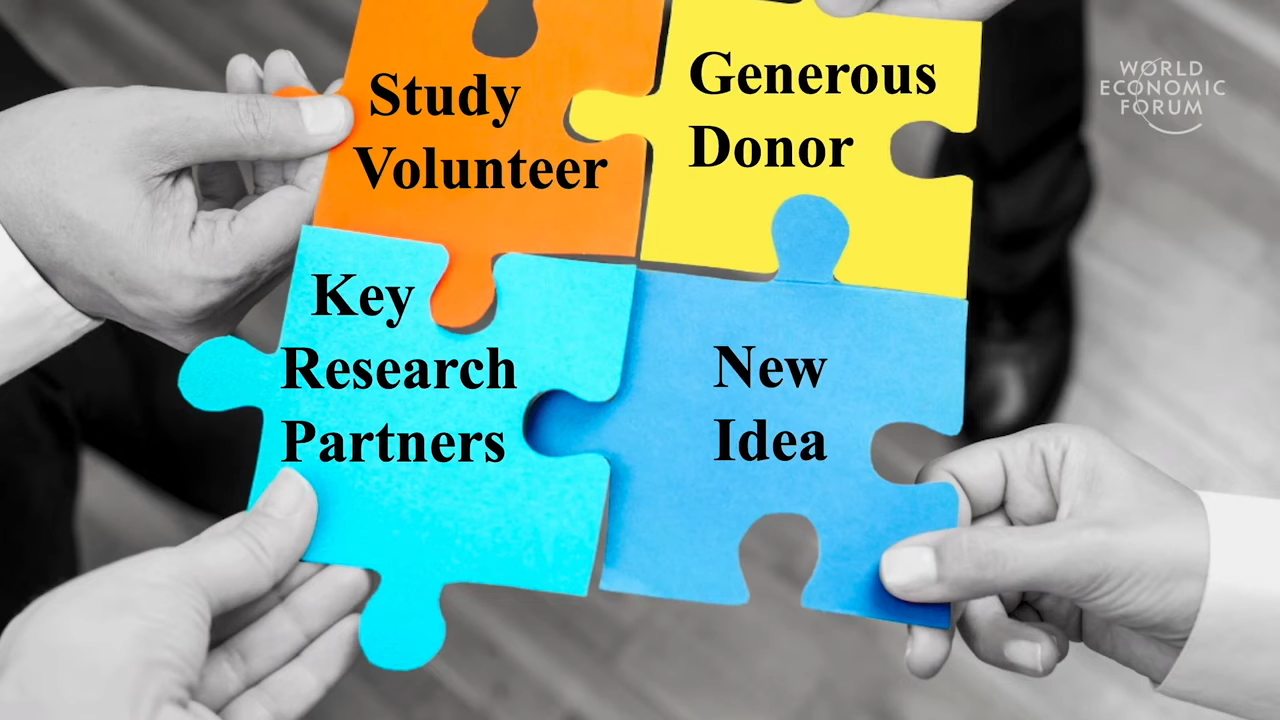 Study
Volunteer
Generous
Donor
WORLD
ECONOMIC
FORUM
Key
Research
Partners
New
Idea